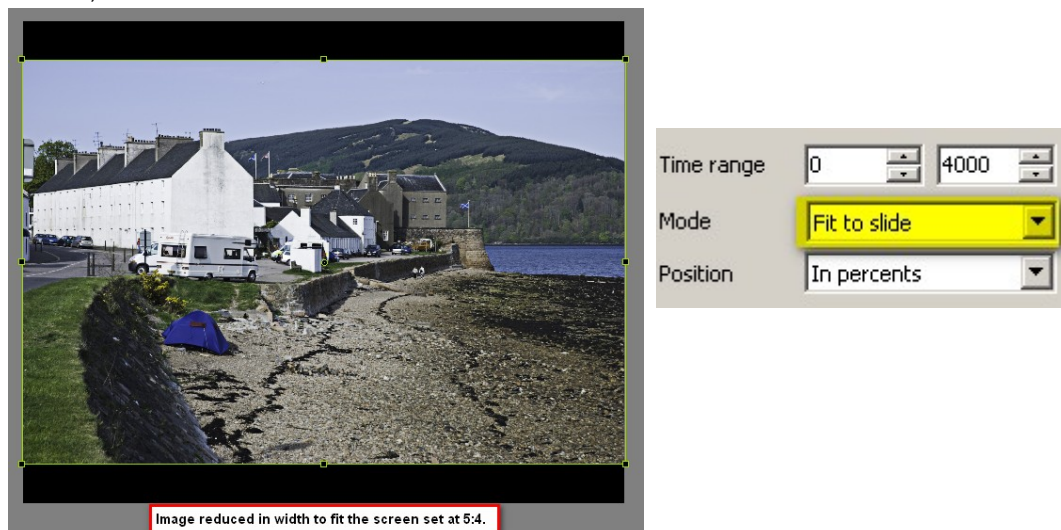 Time range 0 4000
Mode Fit to slide
Position In percents
Image reduced in width to fit the screen set at 5:4.